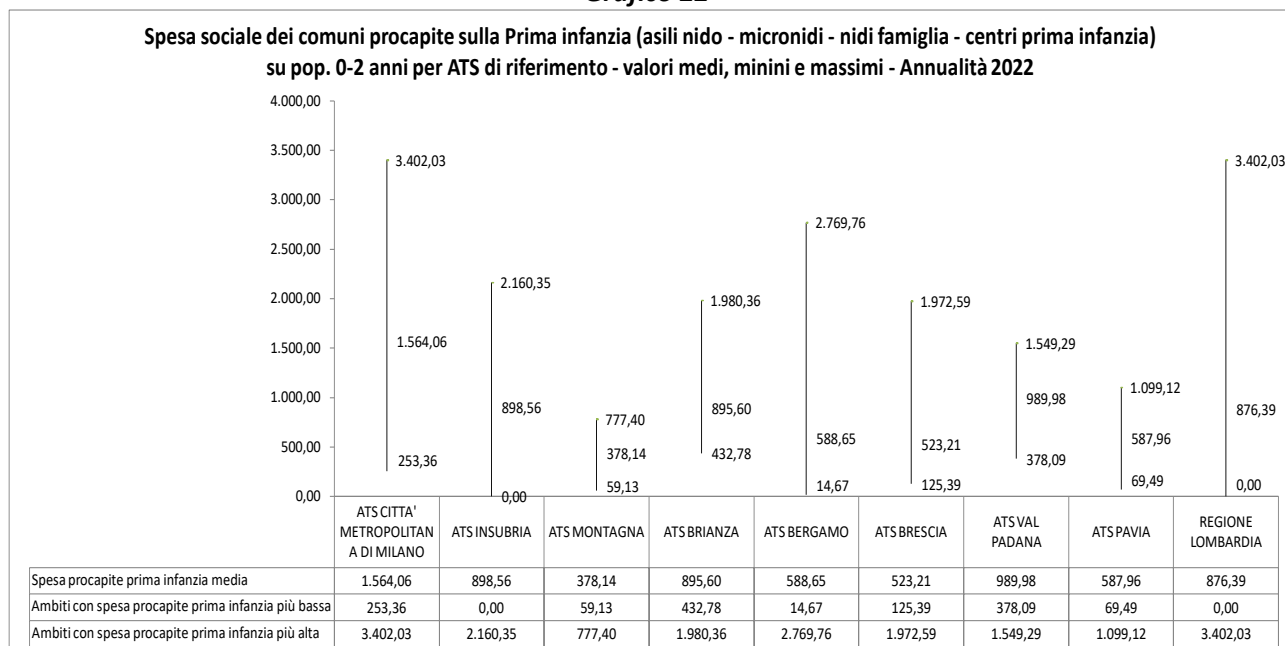 Spesa sociale dei comuni procapite sulla Prima infanzia (asili nido - micronidi - nidi famiglia - centri prima infanzia)
su pop. 0-2 anni per ATS di riferimento - valori medi, minini e massimi - Annualità 2022
4.000,00
3.500,00
3.000,00
2.500,00
2.000,00
1.500,00
1.000,00
500,00
0,00
3.402,03
1.564,06
253,36
2.160,35
898,56
0,00
777,40
378,14
59,13
1.980,36
895,60
432,78
2.769,76
588,65
14,67
1.972,59
523,21
125,39
1.549,29
989,98
378,09
1.099,12
587,96
69,49
3.402,03
876,39
0,00
ATS CITTA'
METROPOLITAN
A DI MILANO
ATS INSUBRIA
ATS MONTAGNA
ATS BRIANZA
ATS BERGAMO
ATS BRESCIA
ATS VAL
PADANA
ATS PAVIA
REGIONE
LOMBARDIA
Spesa procapite prima infanzia media 1.564,06 898,56 378,14 895,60 588,65 523,21 989,98 587,96 876,39
Ambiti con spesa procapite prima infanzia più bassa 253,36 0,00 59,13 432,78 14,67 125,39 378,09 69,49 0,00
Ambiti con spesa procapite prima infanzia più alta 3.402,03 2.160,35 777,40 1.980,36 2.769,76 1.972,59 1.549,29 1.099,12 3.402,03